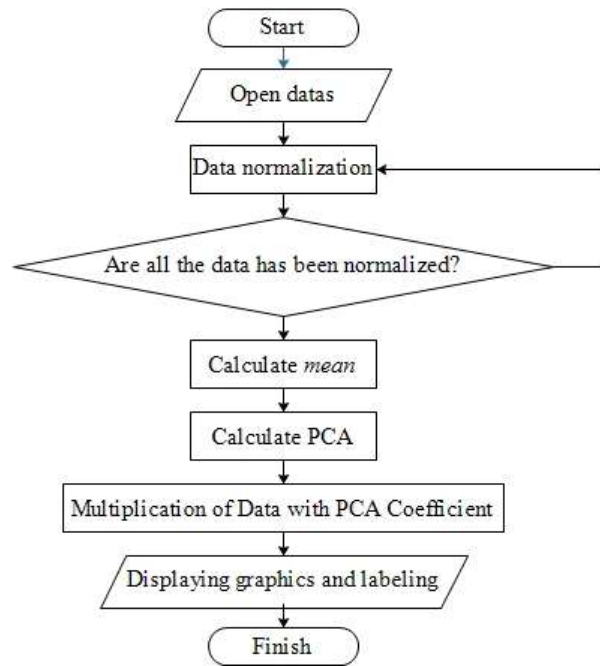 Start
Open datas
Data normalization
Are all the data has been normalized?
Calculate mean
Calculate PCA
Multiplication of Data with PCA Coefficient
Displaying graphics and labeling
Finish